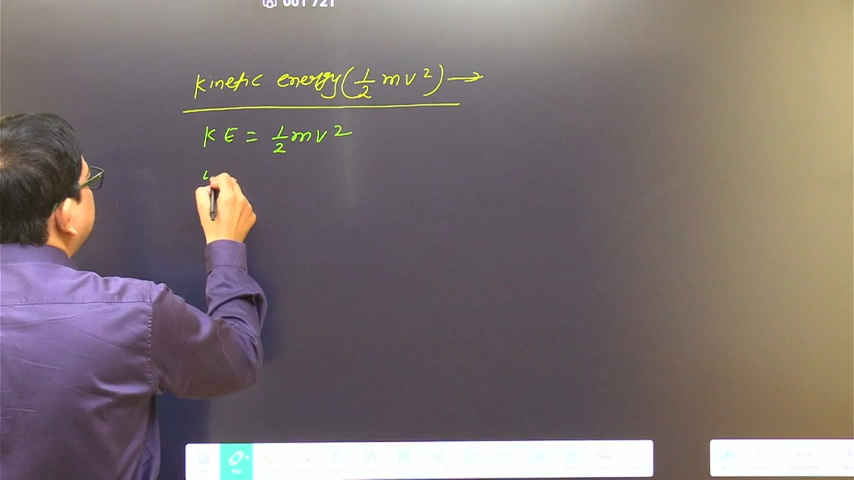 Kinetic energy (1/2 mv²) →
KE = 1/2 mv²